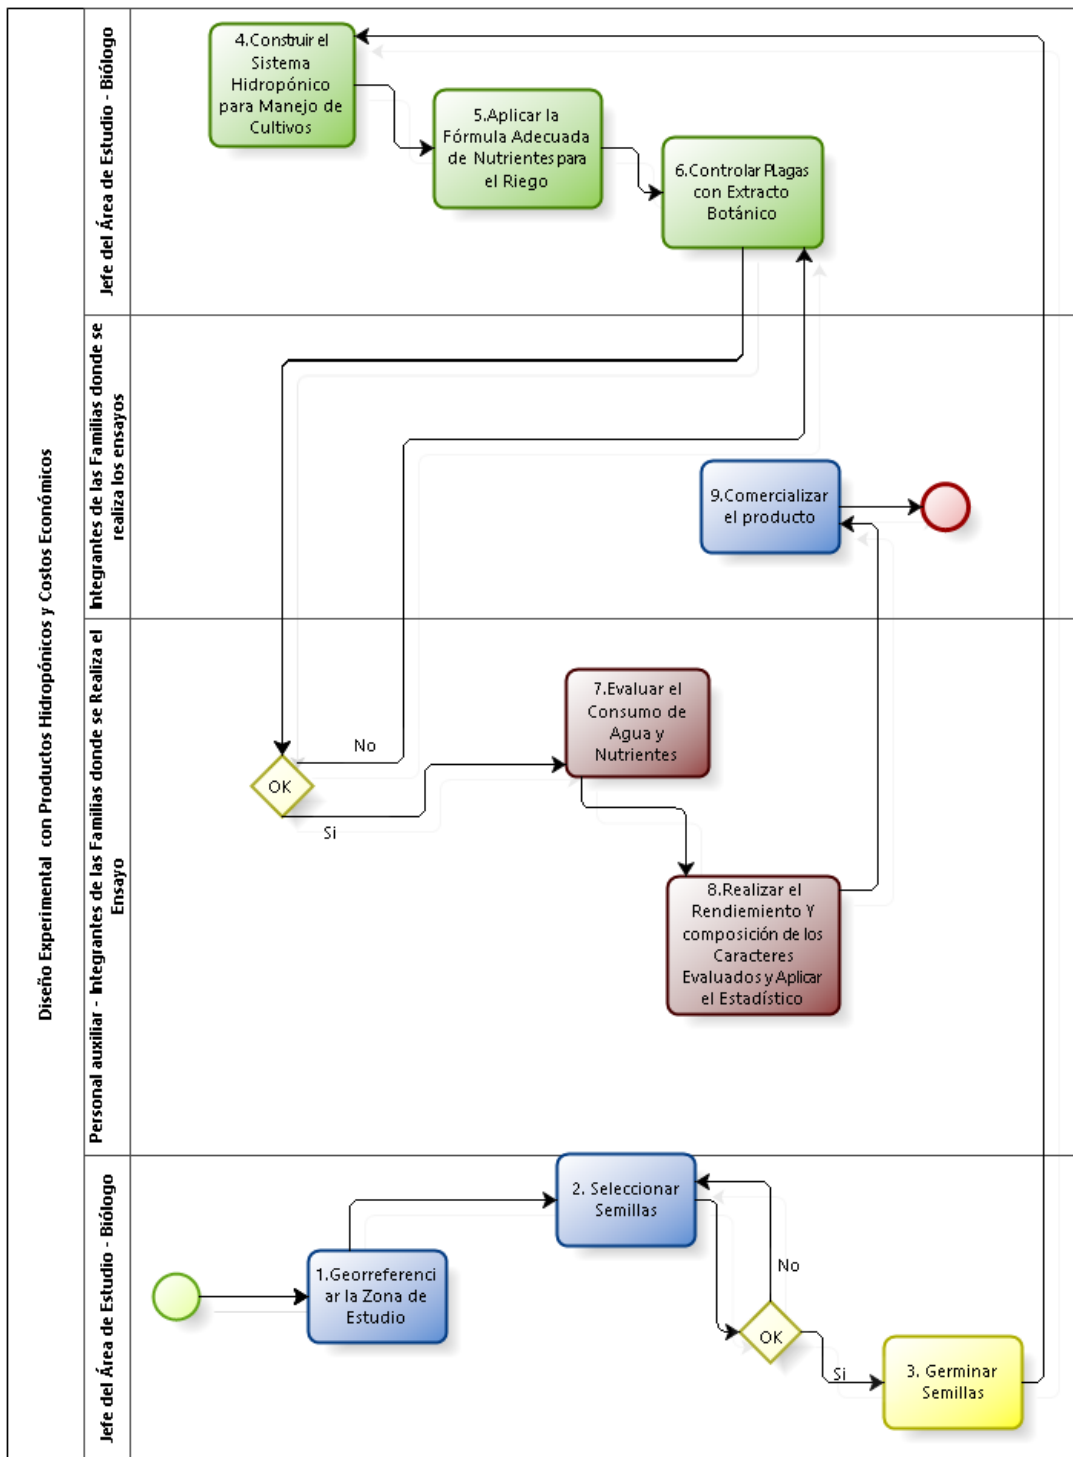 Diseño Experimental con Productos Hidropónicos y Costos Económicos
Jefe del Área de Estudio - Biólogo
4.Construir el
Sistema
Hidropónico
para Manejo de
Cultivos
5.Aplicar la
Fórmula Adecuada
de Nutrientes para
el Riego
6.Controlar PLagas
con Extracto
Botánico
Integrantes de las Familias donde se
realiza los ensayos
9.Comercializar
el producto
Personal auxiliar - Integrantes de las Familias donde se Realiza el
Ensayo
7.Evaluar el
Consumo de
Agua y
Nutrientes
No
OK
Si
8.Realizar el
Rendimiento Y
composición de los
Caracteres
Evaluados y Aplicar
el Estadístico
Jefe del Área de Estudio - Biólogo
2. Seleccionar
Semillas
1.Georreferenci
ar la Zona de
Estudio
No
OK
Si
3. Germinar
Semillas